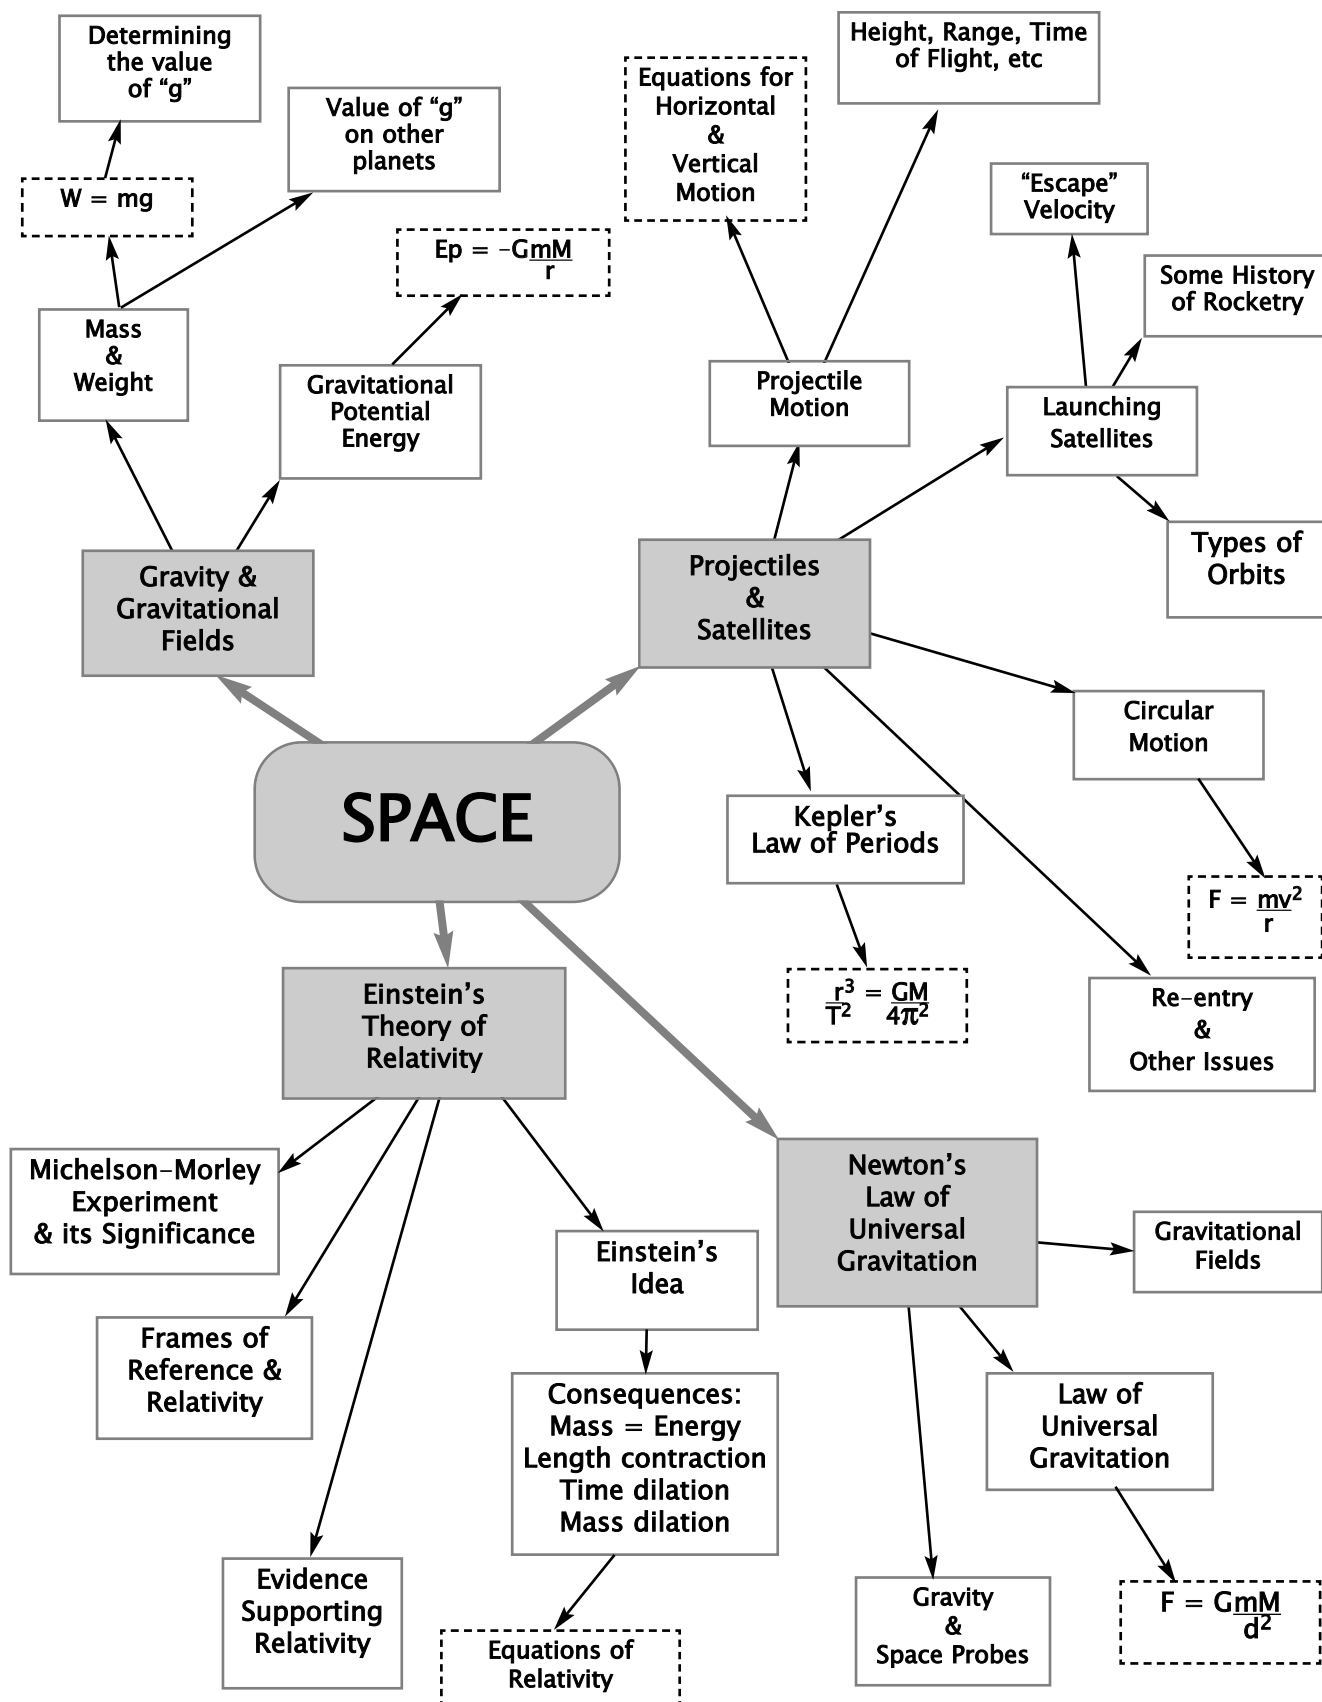 Determining
the value
of “g”
Value of “g”
on other
planets
W = mg
Mass
&
Weight
Ep = –GmM
r
Gravitational
Potential
Energy
Gravity &
Gravitational
Fields
Equations for
Horizontal
&
Vertical
Motion
Height, Range, Time
of Flight, etc
“Escape”
Velocity
Some History
of Rocketry
Projectile
Motion
Launching
Satellites
Types of
Orbits
Projectiles
&
Satellites
Circular
Motion
SPACE
Kepler’s
Law of Periods
F = mv²
r
r³ = GM
T² 4π²
Re-entry
&
Other Issues
Einstein’s
Theory of
Relativity
Michelson-Morley
Experiment
& its Significance
Frames of
Reference &
Relativity
Evidence
Supporting
Relativity
Einstein’s
Idea
Consequences:
Mass = Energy
Length contraction
Time dilation
Mass dilation
Equations of
Relativity
Newton’s
Law of
Universal
Gravitation
Gravitational
Fields
Law of
Universal
Gravitation
Gravity
&
Space Probes
F = GmM
d²